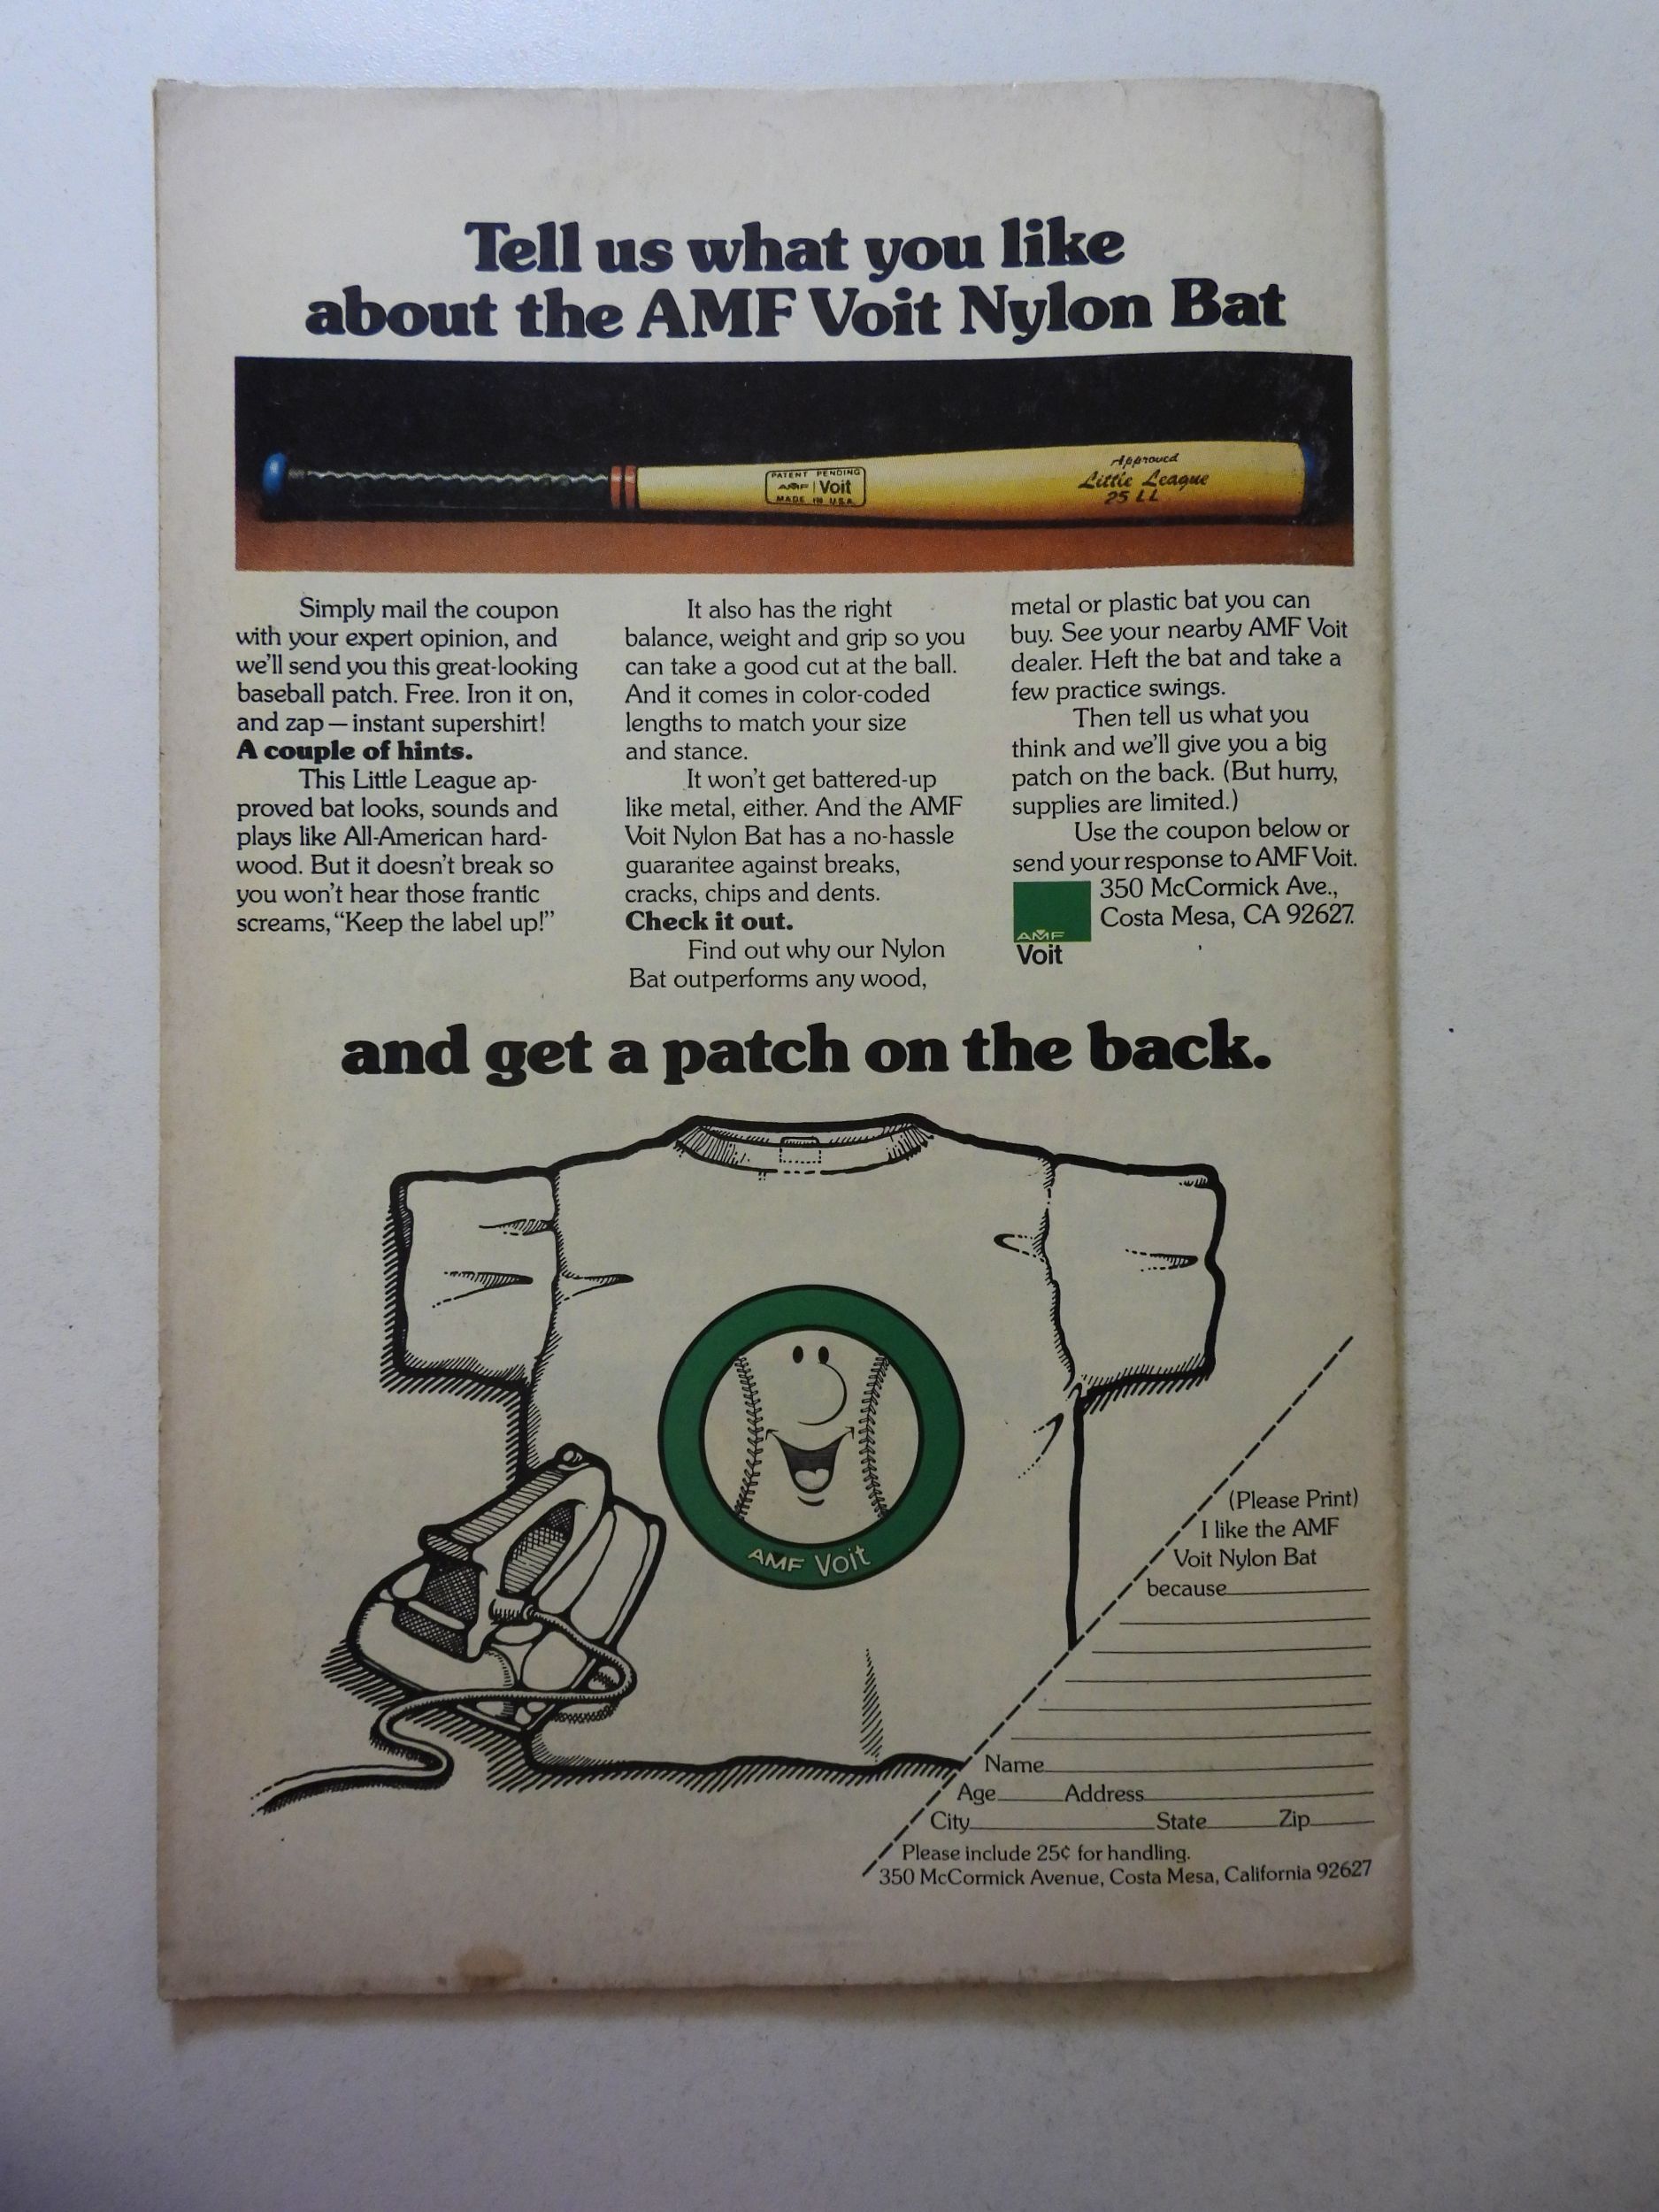 Tell us what you like
about the AMF Voit Nylon Bat
PATENT PENDING
AMF Voit
MADE IN U.S.A.
Approved
Little League
25 LL
Simply mail the coupon
with your expert opinion, and
we'll send you this great-looking
baseball patch. Free. Iron it on,
and zap — instant supershirt!
A couple of hints.
This Little League ap-
proved bat looks, sounds and
plays like All-American hard-
wood. But it doesn't break so
you won't hear those frantic
screams, "Keep the label up!"
It also has the right
balance, weight and grip so you
can take a good cut at the ball.
And it comes in color-coded
lengths to match your size
and stance.
It won't get battered-up
like metal, either. And the AMF
Voit Nylon Bat has a no-hassle
guarantee against breaks,
cracks, chips and dents.
Check it out.
Find out why our Nylon
Bat outperforms any wood,
metal or plastic bat you can
buy. See your nearby AMF Voit
dealer. Heft the bat and take a
few practice swings.
Then tell us what you
think and we'll give you a big
patch on the back. (But hurry,
supplies are limited.)
Use the coupon below or
send your response to AMF Voit.
350 McCormick Ave.,
Costa Mesa, CA 92627.
AMF
Voit
and get a patch on the back.
AMF Voit
(Please Print)
I like the AMF
Voit Nylon Bat
because
Name
Age Address
City State Zip
Please include 25¢ for handling.
350 McCormick Avenue, Costa Mesa, California 92627